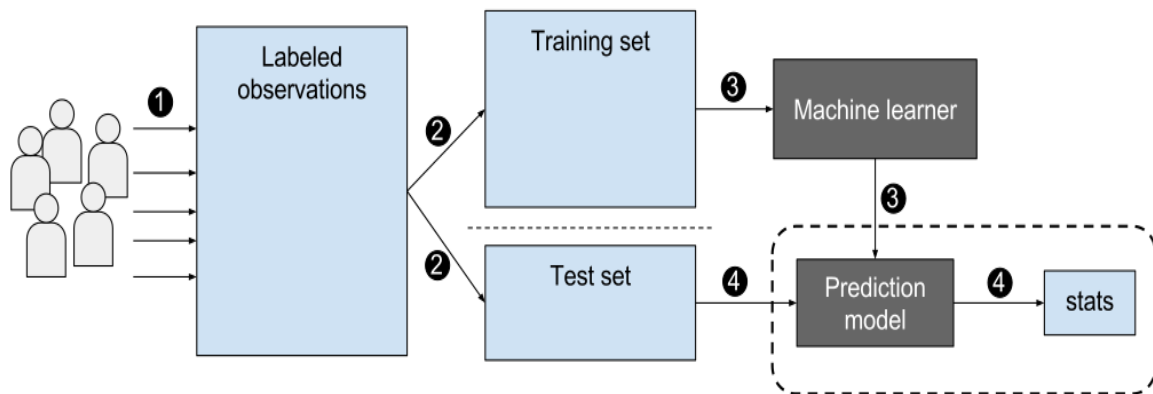 Labeled
observations
Training set
Machine learner
Test set
Prediction
model
stats
1
2
2
3
3
4
4